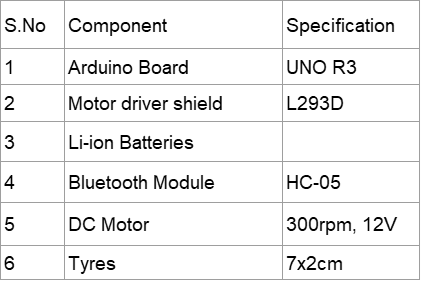 S.No Component Specification
1 Arduino Board UNO R3
2 Motor driver shield L293D
3 Li-ion Batteries
4 Bluetooth Module HC-05
5 DC Motor 300rpm, 12V
6 Tyres 7x2cm